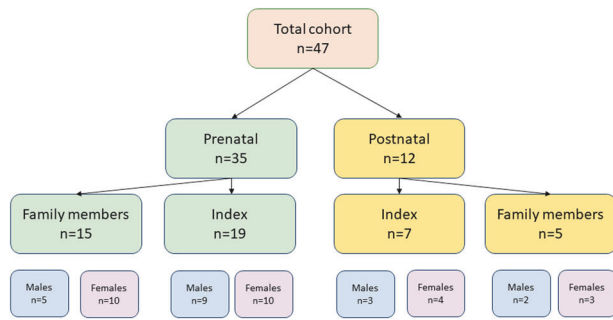 Total cohort
n=47
Prenatal
n=35
Postnatal
n=12
Family members
n=15
Index
n=19
Index
n=7
Family members
n=5
Males
n=5
Females
n=10
Males
n=9
Females
n=10
Males
n=3
Females
n=4
Males
n=2
Females
n=3